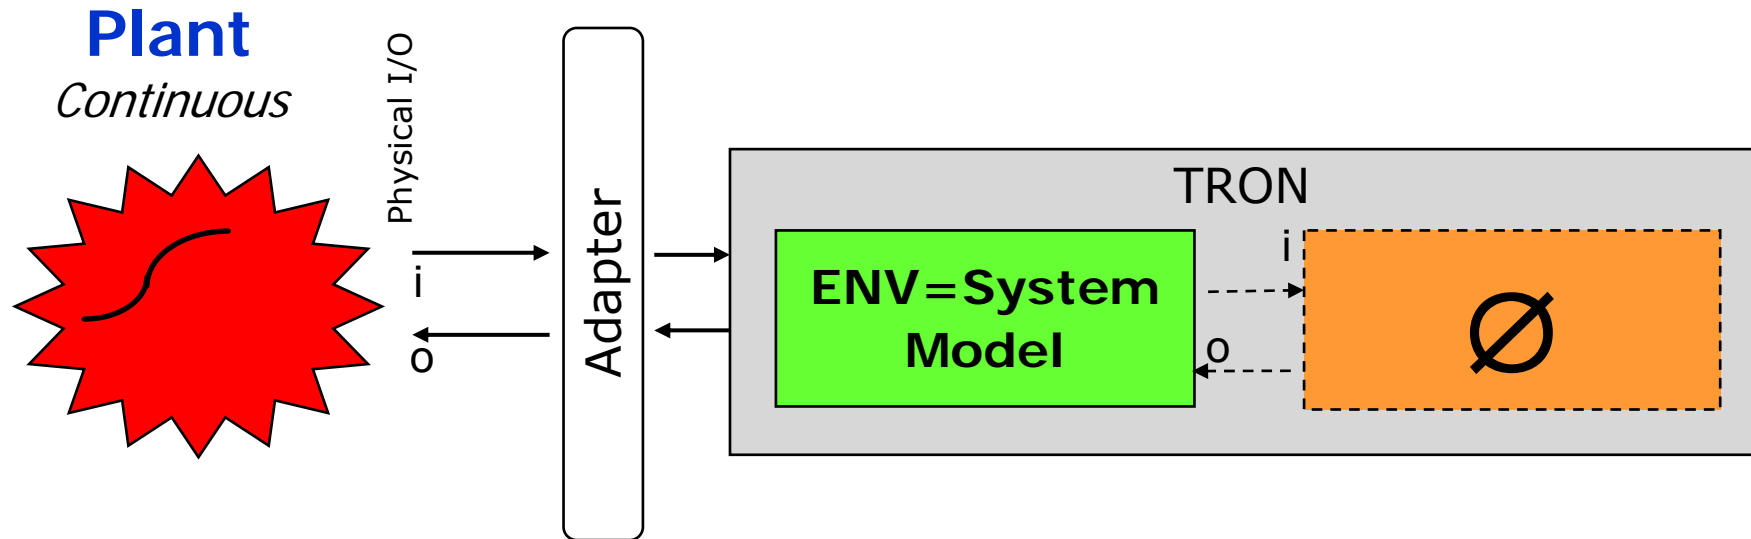 Plant
Continuous
Physical I/O
i
o
Adapter
TRON
ENV=System
Model
i
o
Ø